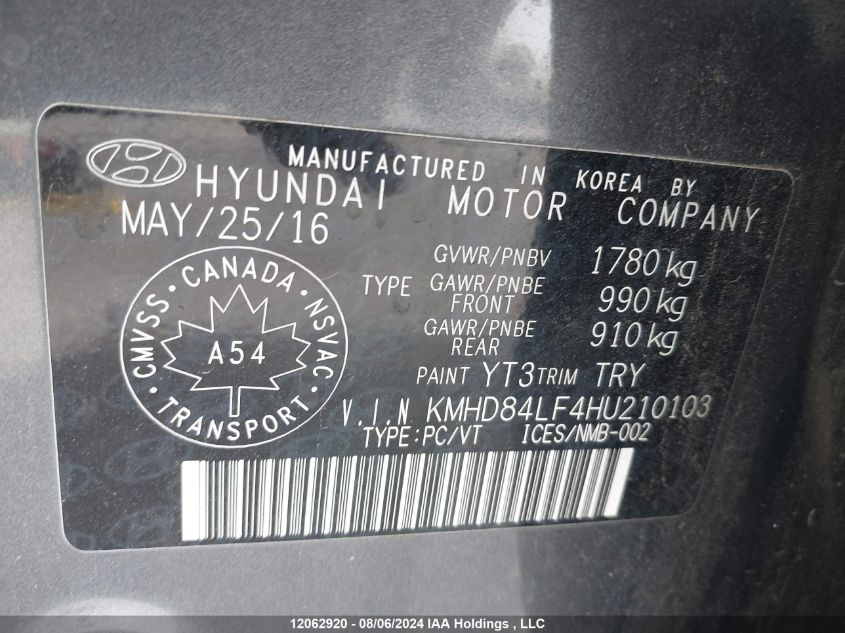 MANUFACTURED IN KOREA BY
HYUNDAI MOTOR COMPANY
MAY/25/16
GVWR/PNBV 1780 kg
TYPE GAWR/PNBE FRONT 990 kg
GAWR/PNBE REAR 910 kg
CMVSS • CANADA • NSVAC • TRANSPORT •
A54
PAINT YT3 TRIM TRY
V.I.N KMHD84LF4HU210103
TYPE:PC/VT ICES/NMB-002
12062920 - 08/06/2024 IAA Holdings , LLC